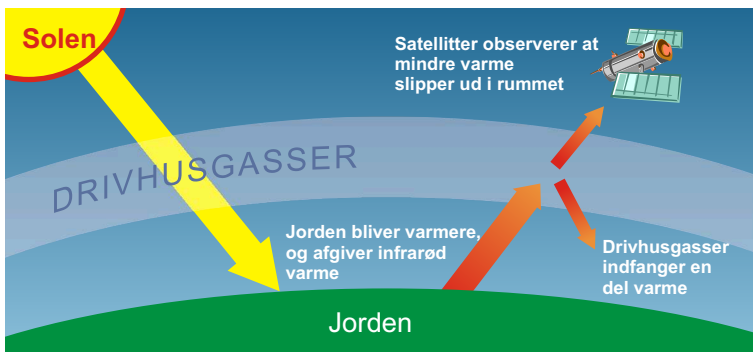 Solen
Satellitter observerer at
mindre varme
slipper ud i rummet
DRIVHUSGASSER
Jorden bliver varmere,
og afgiver infrarød
varme
Drivhusgasser
indfanger en
del varme
Jorden